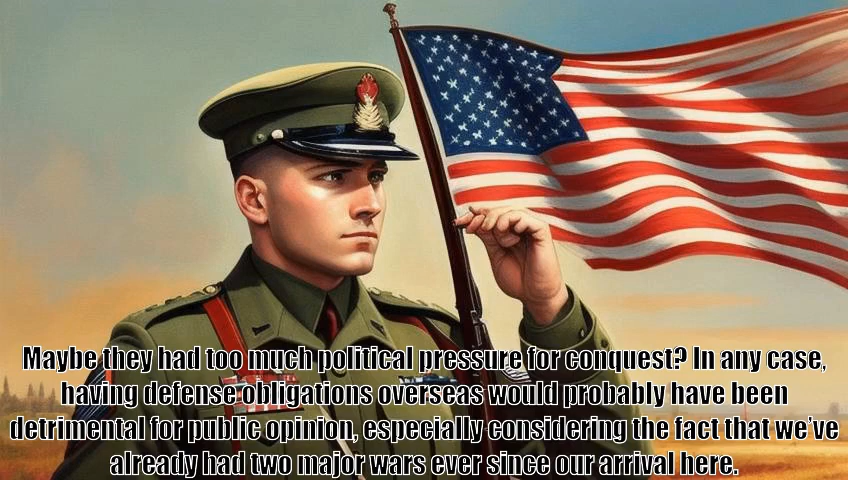 Maybe they had too much political pressure for conquest? In any case,
having defense obligations overseas would probably have been
detrimental for public opinion, especially considering the fact that we've
already had two major wars ever since our arrival here.